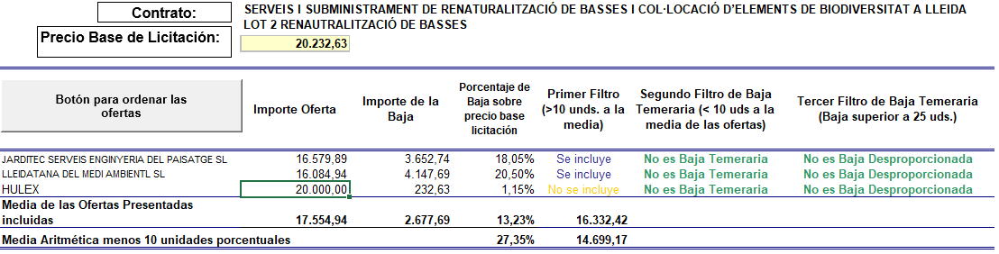 Contrato: SERVEIS I SUBMINISTRAMENT DE RENATURALITZACIÓ DE BASSES I COL·LOCACIÓ D'ELEMENTS DE BIODIVERSITAT A LLEIDA
LOT 2 RENAUTRALITZACIÓ DE BASSES
Precio Base de Licitación: 20.232,63
Botón para ordenar las
ofertas
Importe Oferta
Importe de la
Baja
Porcentaje de
Baja sobre
precio base
licitación
Primer Filtro
(>10 unds. a la
media)
Segundo Filtro de Baja
Temeraria (< 10 uds a la
media de las ofertas)
Tercer Filtro de Baja Temeraria
(Baja superior a 25 uds.)
JARDITEC SERVEIS ENGINYERIA DEL PAISATGE SL 16.579,89 3.652,74 18,05% Se incluye No es Baja Temeraria No es Baja Desproporcionada
LLEIDATANA DEL MEDI AMBIENTL SL 16.084,94 4.147,69 20,50% Se incluye No es Baja Temeraria No es Baja Desproporcionada
HULEX 20.000,00 232,63 1,15% No se incluye No es Baja Temeraria No es Baja Desproporcionada
Media de las Ofertas Presentadas
incluidas 17.554,94 2.677,69 13,23% 16.332,42
Media Aritmética menos 10 unidades porcentuales 27,35% 14.699,17